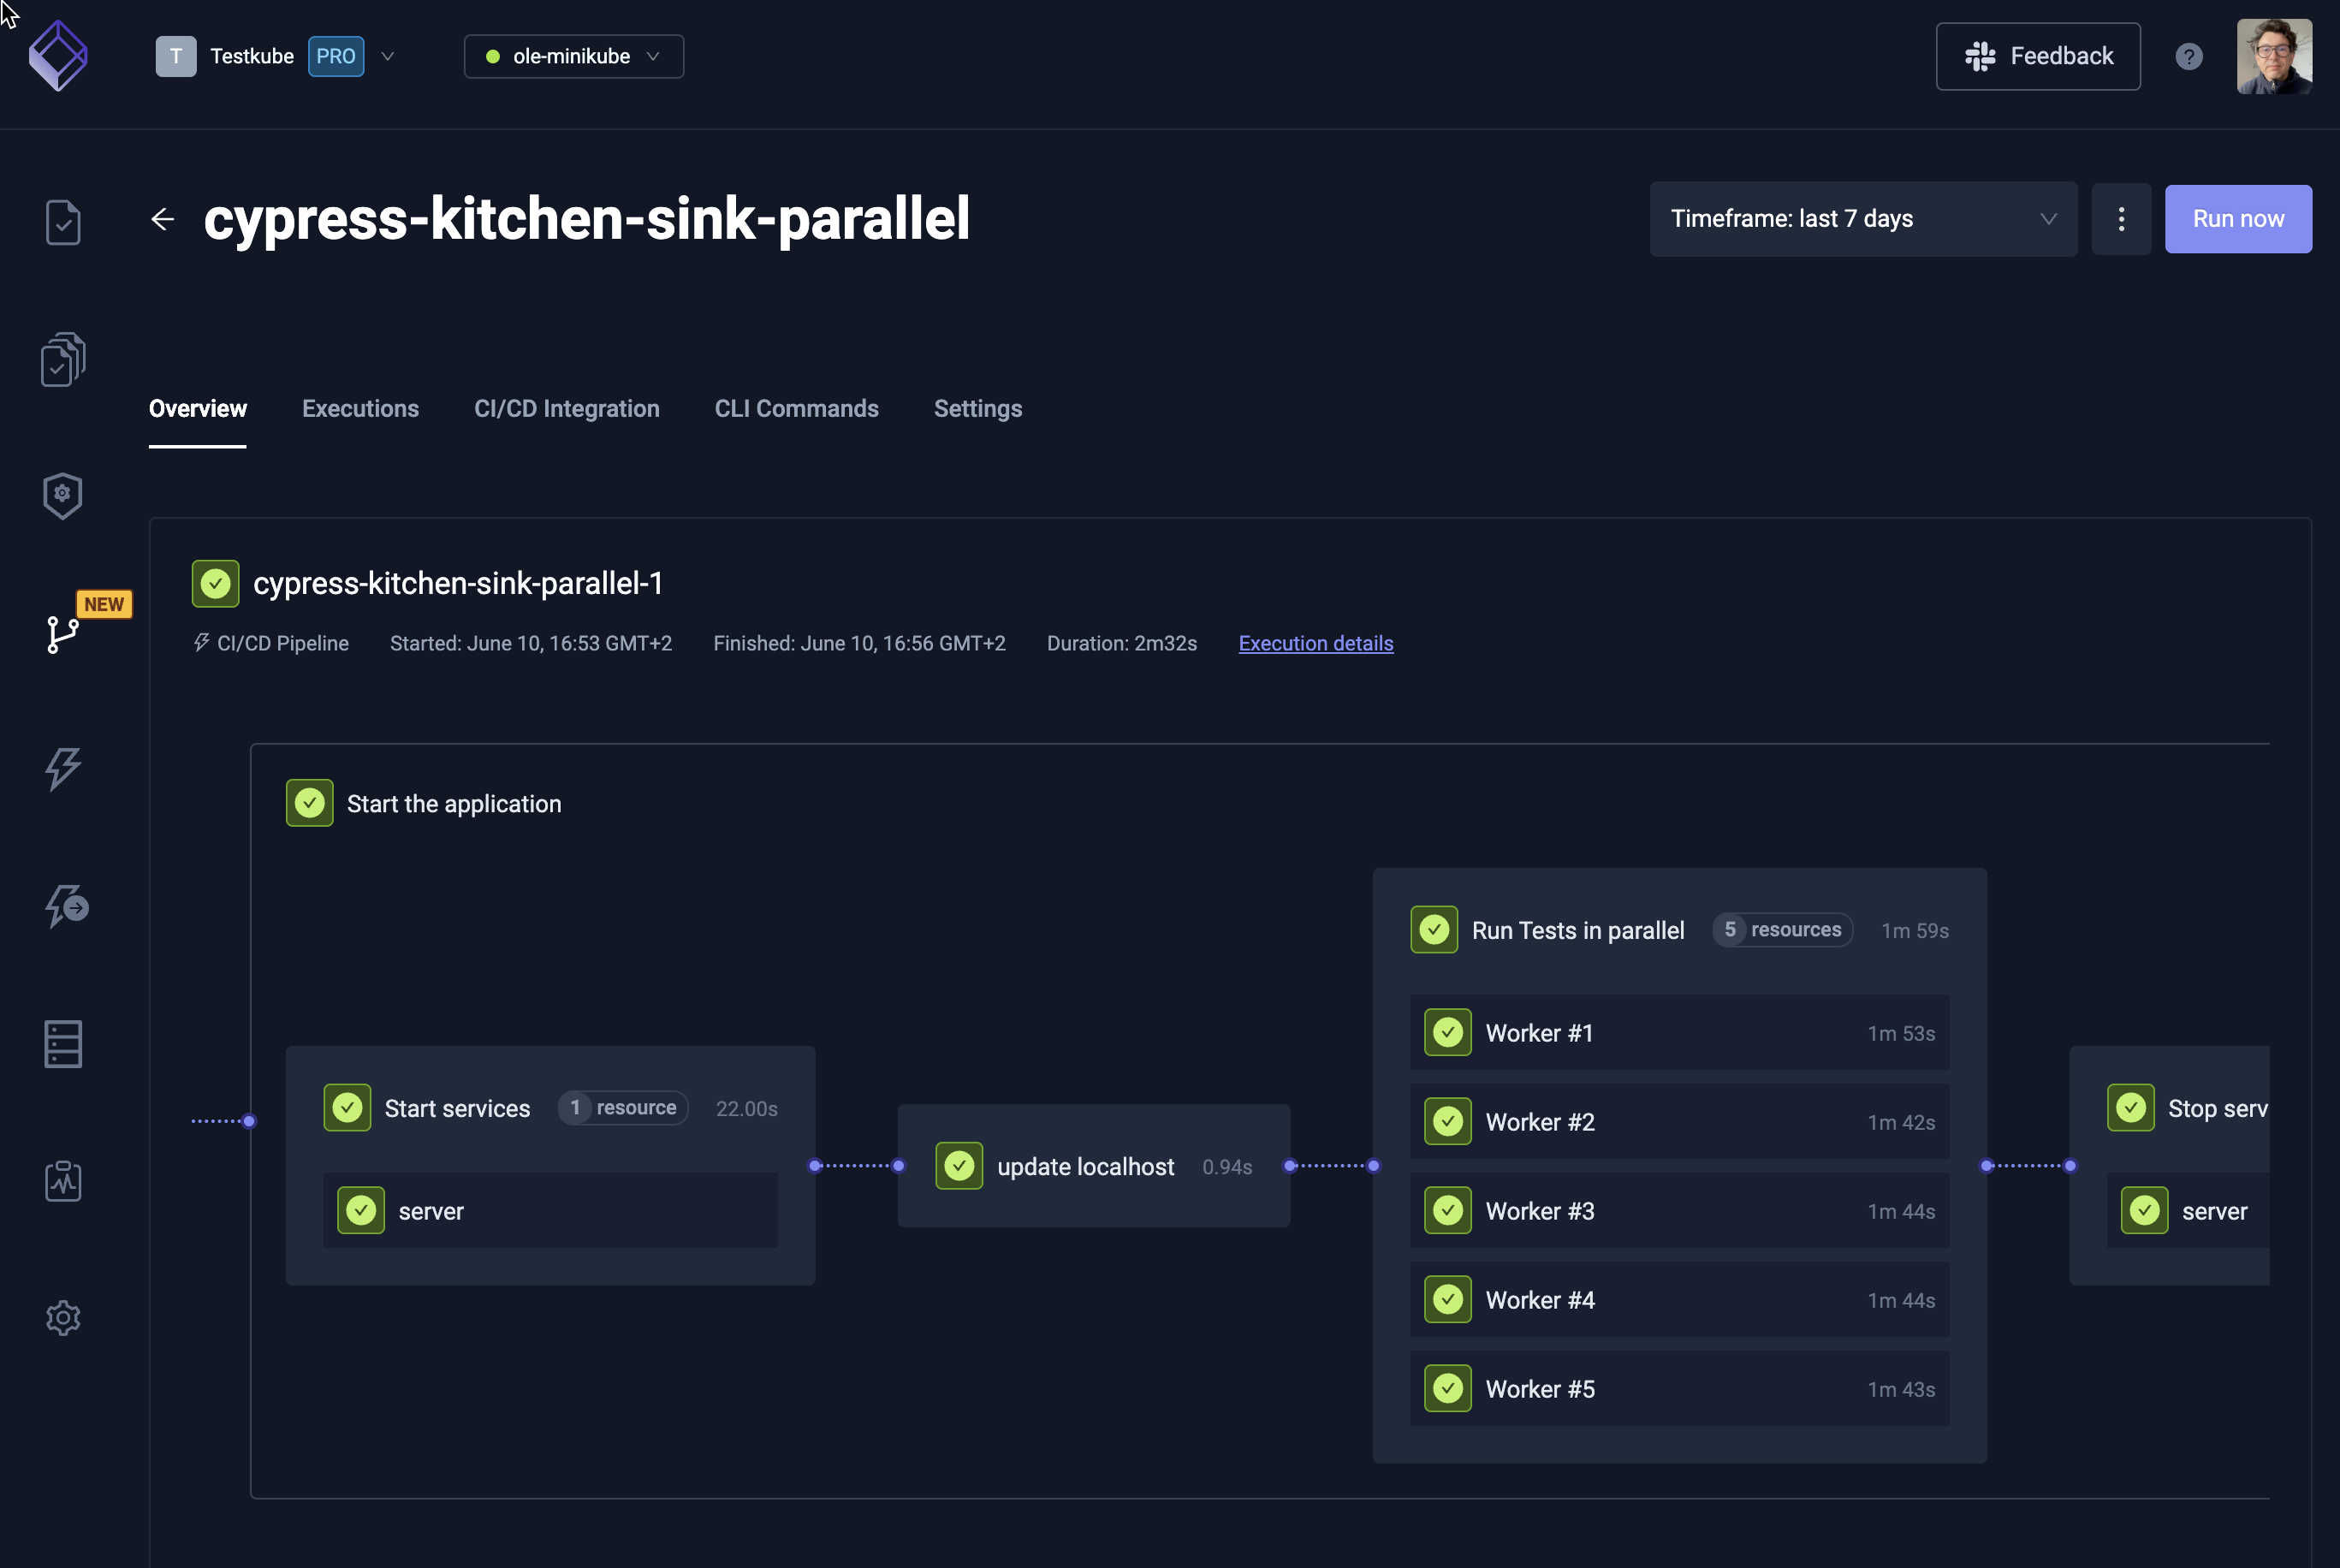 T Testkube PRO ole-minikube Feedback ?
cypress-kitchen-sink-parallel Timeframe: last 7 days Run now
Overview Executions CI/CD Integration CLI Commands Settings
NEW
cypress-kitchen-sink-parallel-1
CI/CD Pipeline Started: June 10, 16:53 GMT+2 Finished: June 10, 16:56 GMT+2 Duration: 2m32s Execution details
Start the application
Start services 1 resource 22.00s
server
update localhost 0.94s
Run Tests in parallel 5 resources 1m 59s
Worker #1 1m 53s
Worker #2 1m 42s
Worker #3 1m 44s
Worker #4 1m 44s
Worker #5 1m 43s
Stop serv
server